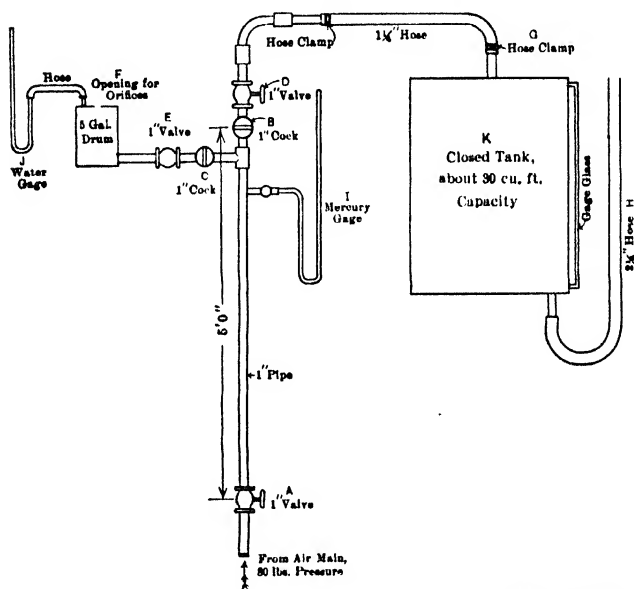 G
Hose Clamp
1¼" Hose
Hose Clamp
D
1" Valve
Hose
F
Opening for
Orifices
E
1" Valve
B
1" Cock
5 Gal.
Drum
J
Water
Gage
C
1" Cock
K
Closed Tank,
about 30 cu. ft.
Capacity
Gage Glass
2¼" Hose H
I
Mercury
Gage
5'0"
1" Pipe
A
1" Valve
From Air Main,
80 lbs. Pressure